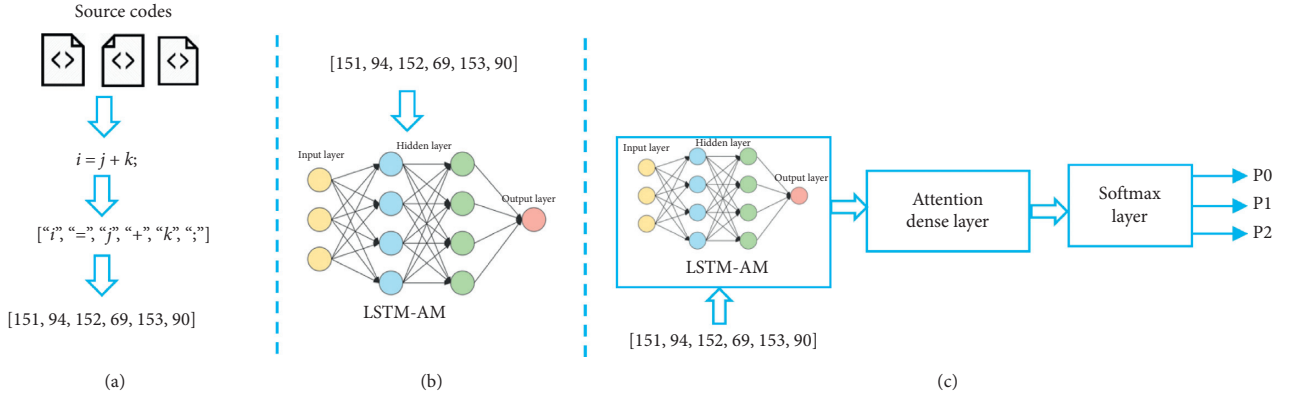 Source codes
<>
<>
<>
i = j + k;
[“i”, “=”, “j”, “+”, “k”, “;”]
[151, 94, 152, 69, 153, 90]
(a)
[151, 94, 152, 69, 153, 90]
Input layer
Hidden layer
Output layer
LSTM-AM
(b)
Input layer
Hidden layer
Output layer
LSTM-AM
[151, 94, 152, 69, 153, 90]
Attention
dense layer
Softmax
layer
P0
P1
P2
(c)